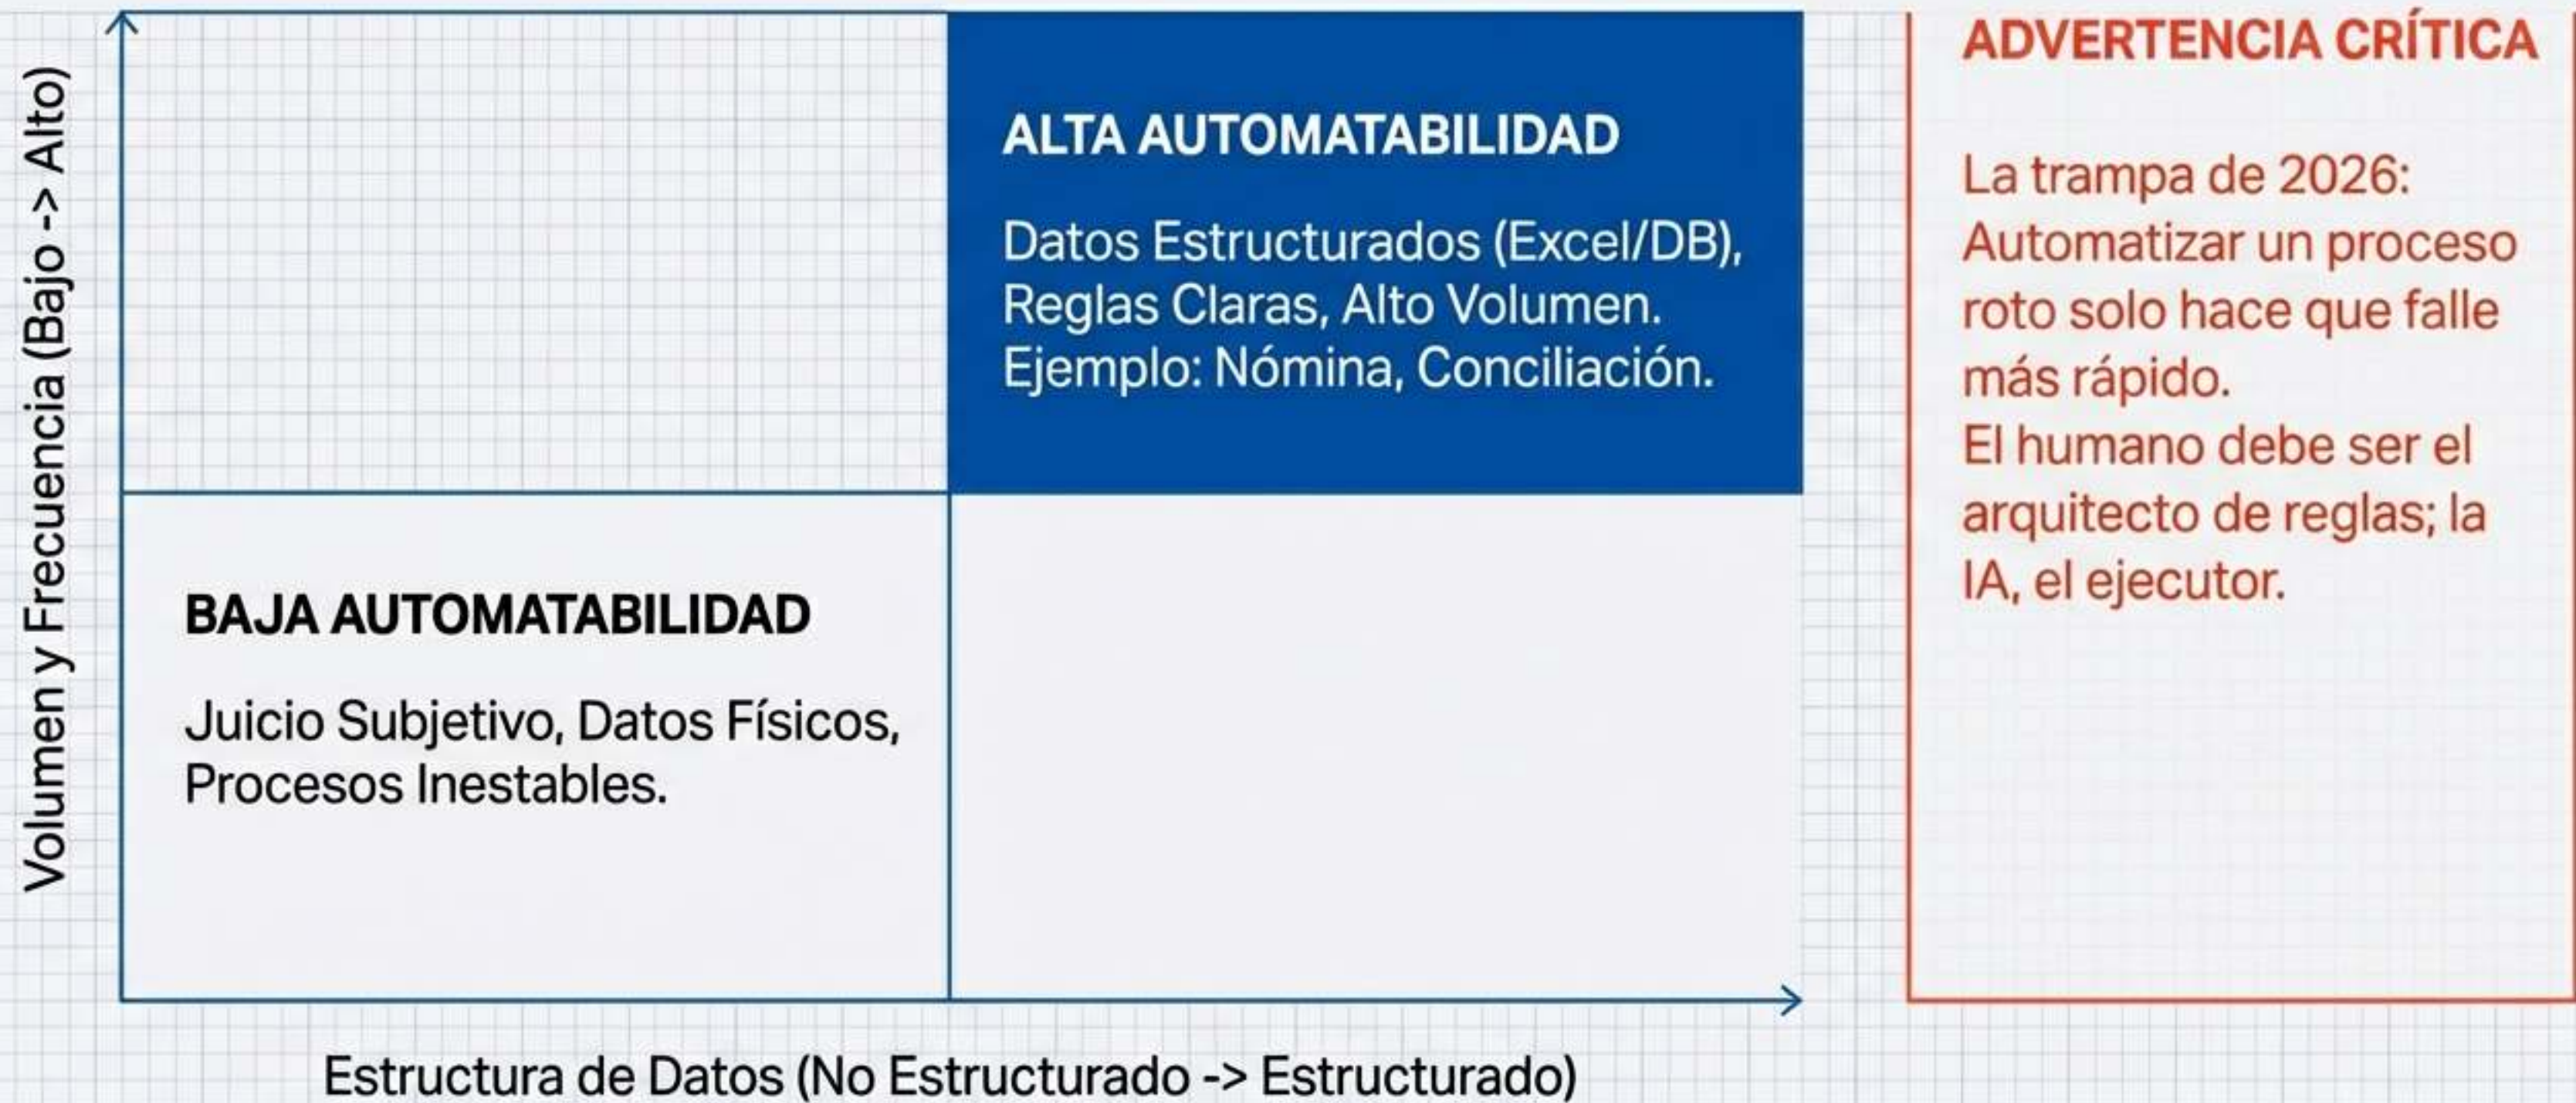 Volumen y Frecuencia (Bajo -> Alto)
ALTA AUTOMATABILIDAD
Datos Estructurados (Excel/DB),
Reglas Claras, Alto Volumen.
Ejemplo: Nómina, Conciliación.
BAJA AUTOMATABILIDAD
Juicio Subjetivo, Datos Físicos,
Procesos Inestables.
Estructura de Datos (No Estructurado -> Estructurado)
ADVERTENCIA CRÍTICA
La trampa de 2026:
Automatizar un proceso
roto solo hace que falle
más rápido.
El humano debe ser el
arquitecto de reglas; la
IA, el ejecutor.